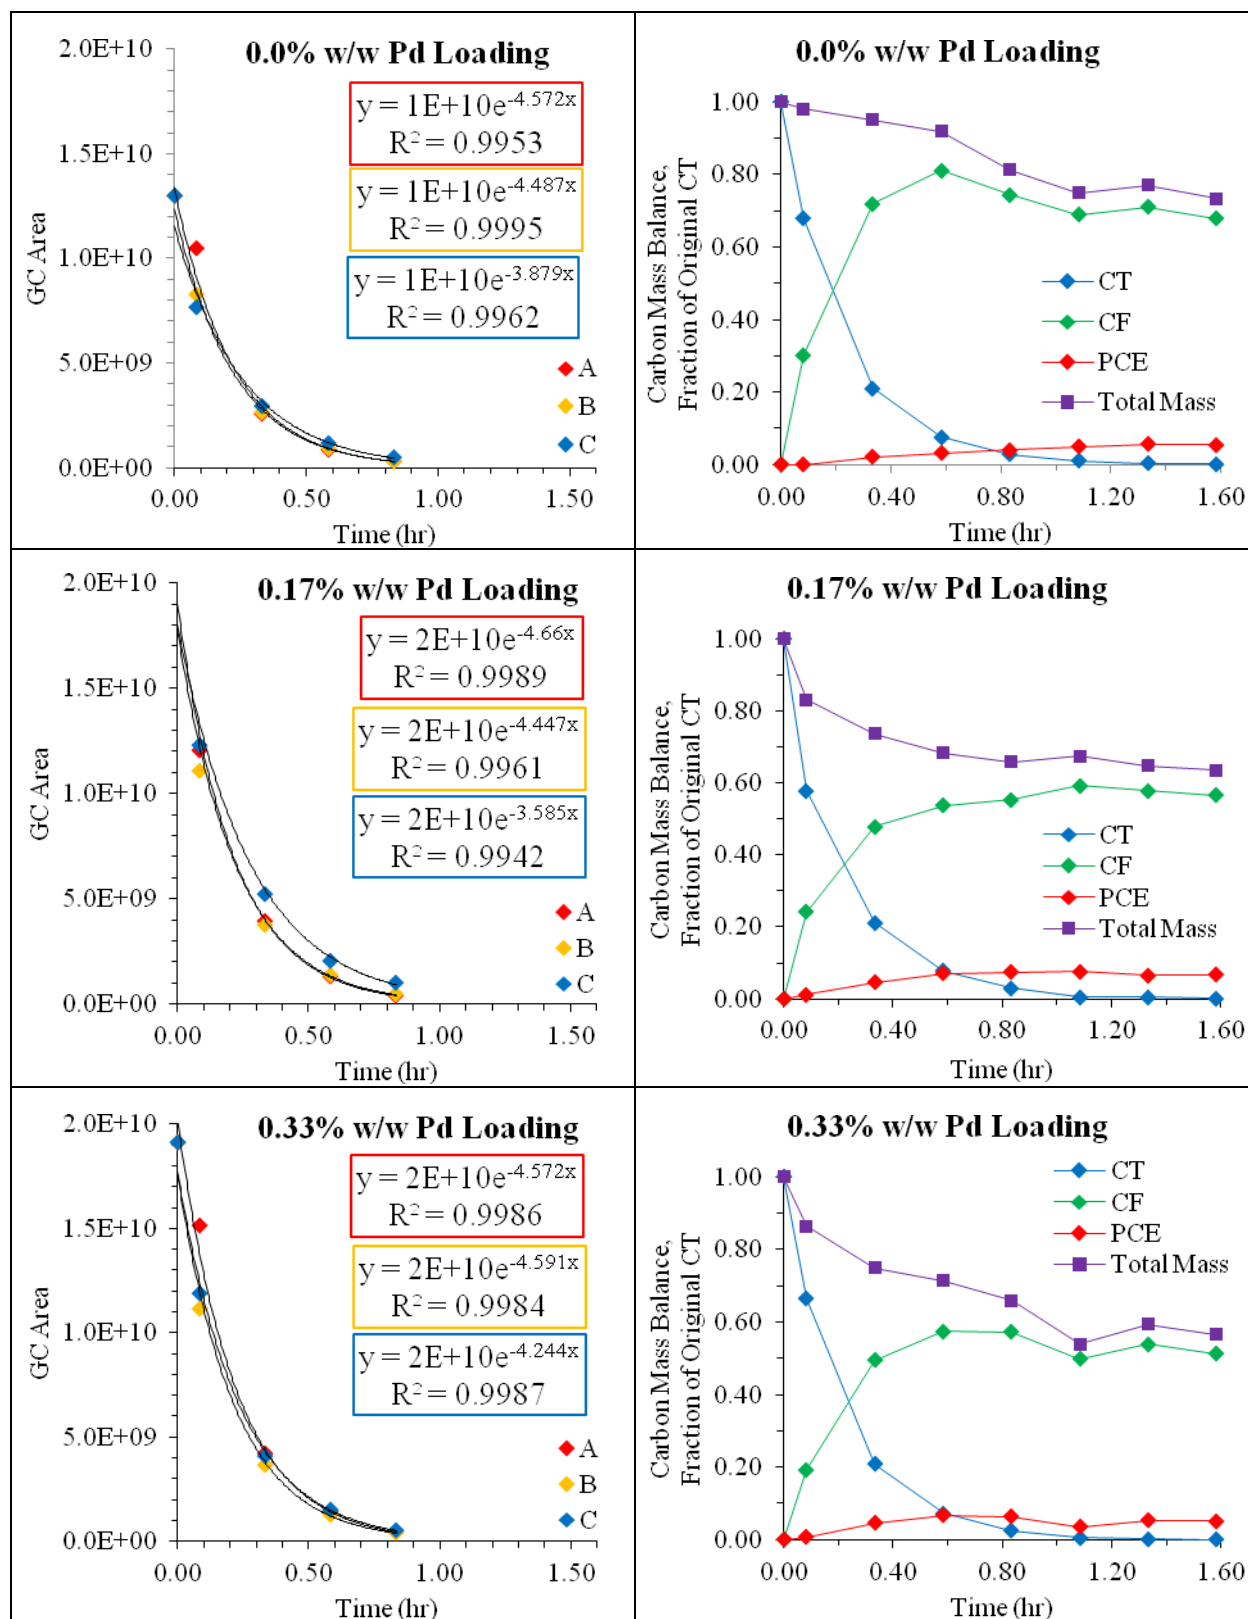 0.0% w/w Pd Loading
2.0E+10
1.5E+10
1.0E+10
5.0E+09
0.0E+00
GC Area
y = 1E+10e^-4.572x
R² = 0.9953
y = 1E+10e^-4.487x
R² = 0.9995
y = 1E+10e^-3.879x
R² = 0.9962
A
B
C
0.00 0.50 1.00 1.50
Time (hr)
0.0% w/w Pd Loading
1.00
0.80
0.60
0.40
0.20
0.00
Carbon Mass Balance,
Fraction of Original CT
CT
CF
PCE
Total Mass
0.00 0.40 0.80 1.20 1.60
Time (hr)
0.17% w/w Pd Loading
2.0E+10
1.5E+10
1.0E+10
5.0E+09
0.0E+00
GC Area
y = 2E+10e^-4.66x
R² = 0.9989
y = 2E+10e^-4.447x
R² = 0.9961
y = 2E+10e^-3.585x
R² = 0.9942
A
B
C
0.00 0.50 1.00 1.50
Time (hr)
0.17% w/w Pd Loading
1.00
0.80
0.60
0.40
0.20
0.00
Carbon Mass Balance,
Fraction of Original CT
CT
CF
PCE
Total Mass
0.00 0.40 0.80 1.20 1.60
Time (hr)
0.33% w/w Pd Loading
2.0E+10
1.5E+10
1.0E+10
5.0E+09
0.0E+00
GC Area
y = 2E+10e^-4.572x
R² = 0.9986
y = 2E+10e^-4.591x
R² = 0.9984
y = 2E+10e^-4.244x
R² = 0.9987
A
B
C
0.00 0.50 1.00 1.50
Time (hr)
0.33% w/w Pd Loading
1.00
0.80
0.60
0.40
0.20
0.00
Carbon Mass Balance,
Fraction of Original CT
CT
CF
PCE
Total Mass
0.00 0.40 0.80 1.20 1.60
Time (hr)